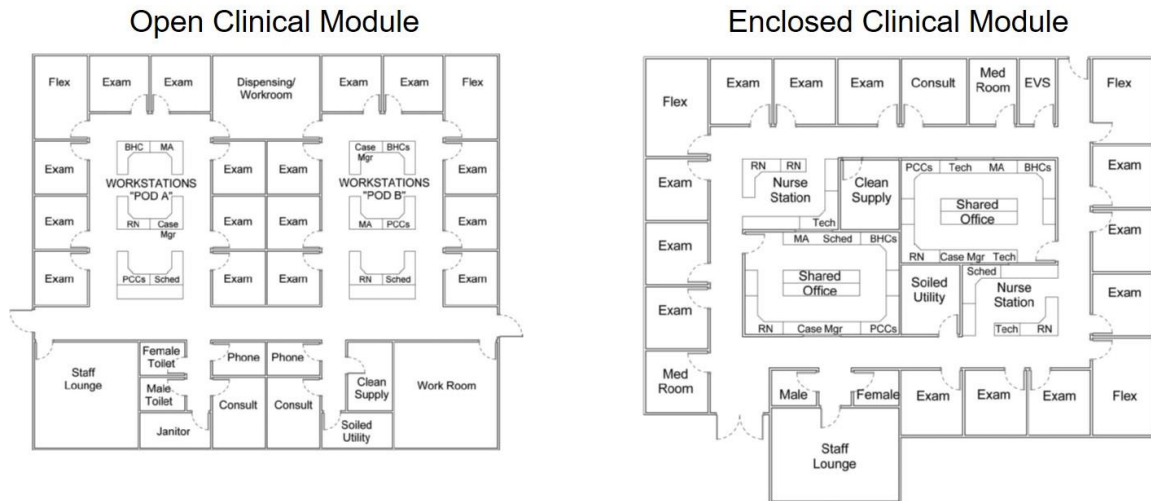 Open Clinical Module
Flex
Exam
Exam
Dispensing/
Workroom
Exam
Exam
Flex
BHC MA
Case
Mgr
BHCs
Exam
Exam
Exam
Exam
WORKSTATIONS
"POD A"
WORKSTATIONS
"POD B"
Exam
Exam
Exam
Exam
RN Case
Mgr
MA PCCs
Exam
Exam
Exam
Exam
PCCs Sched
RN Sched
Staff
Lounge
Female
Toilet
Phone
Phone
Male
Toilet
Consult
Consult
Clean
Supply
Work Room
Janitor
Soiled
Utility
Enclosed Clinical Module
Flex
Exam
Exam
Exam
Consult
Med
Room
EVS
Flex
RN RN
Nurse
Station
Tech
Clean
Supply
PCCs Tech MA BHCs
Shared
Office
RN Case Mgr Tech
Exam
Exam
Exam
Exam
MA Sched BHCs
Shared
Office
RN Case Mgr PCCs
Soiled
Utility
Sched
Nurse
Station
Tech RN
Exam
Exam
Med
Room
Male
Female
Exam
Exam
Exam
Flex
Staff
Lounge